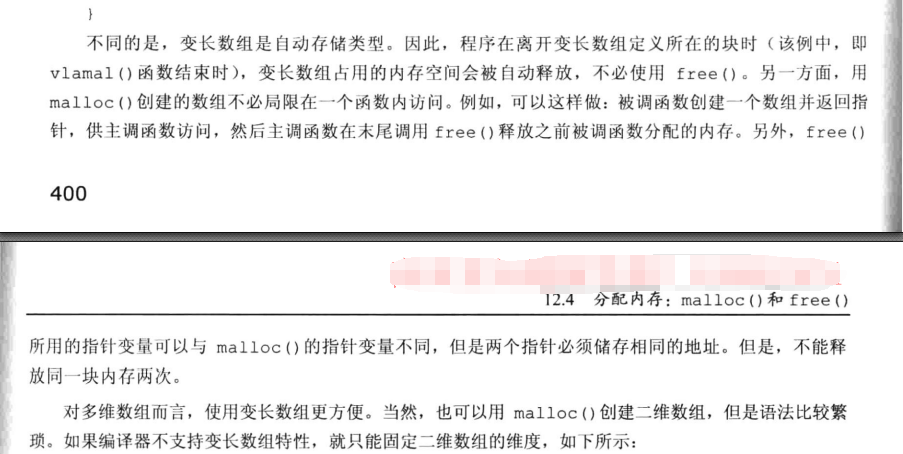 }
不同的是，变长数组是自动存储类型。因此，程序在离开变长数组定义所在的块时（该例中，即
vlamal()函数结束时），变长数组占用的内存空间会被自动释放，不必使用 free()。另一方面，用
malloc()创建的数组不必局限在一个函数内访问。例如，可以这样做：被调函数创建一个数组并返回指
针，供主调函数访问，然后主调函数在末尾调用 free()释放之前被调函数分配的内存。另外，free()
400
12.4 分配内存：malloc()和 free()
所用的指针变量可以与 malloc()的指针变量不同，但是两个指针必须储存相同的地址。但是，不能释
放同一块内存两次。
对多维数组而言，使用变长数组更方便。当然，也可以用 malloc()创建二维数组，但是语法比较繁
琐。如果编译器不支持变长数组特性，就只能固定二维数组的维度，如下所示：